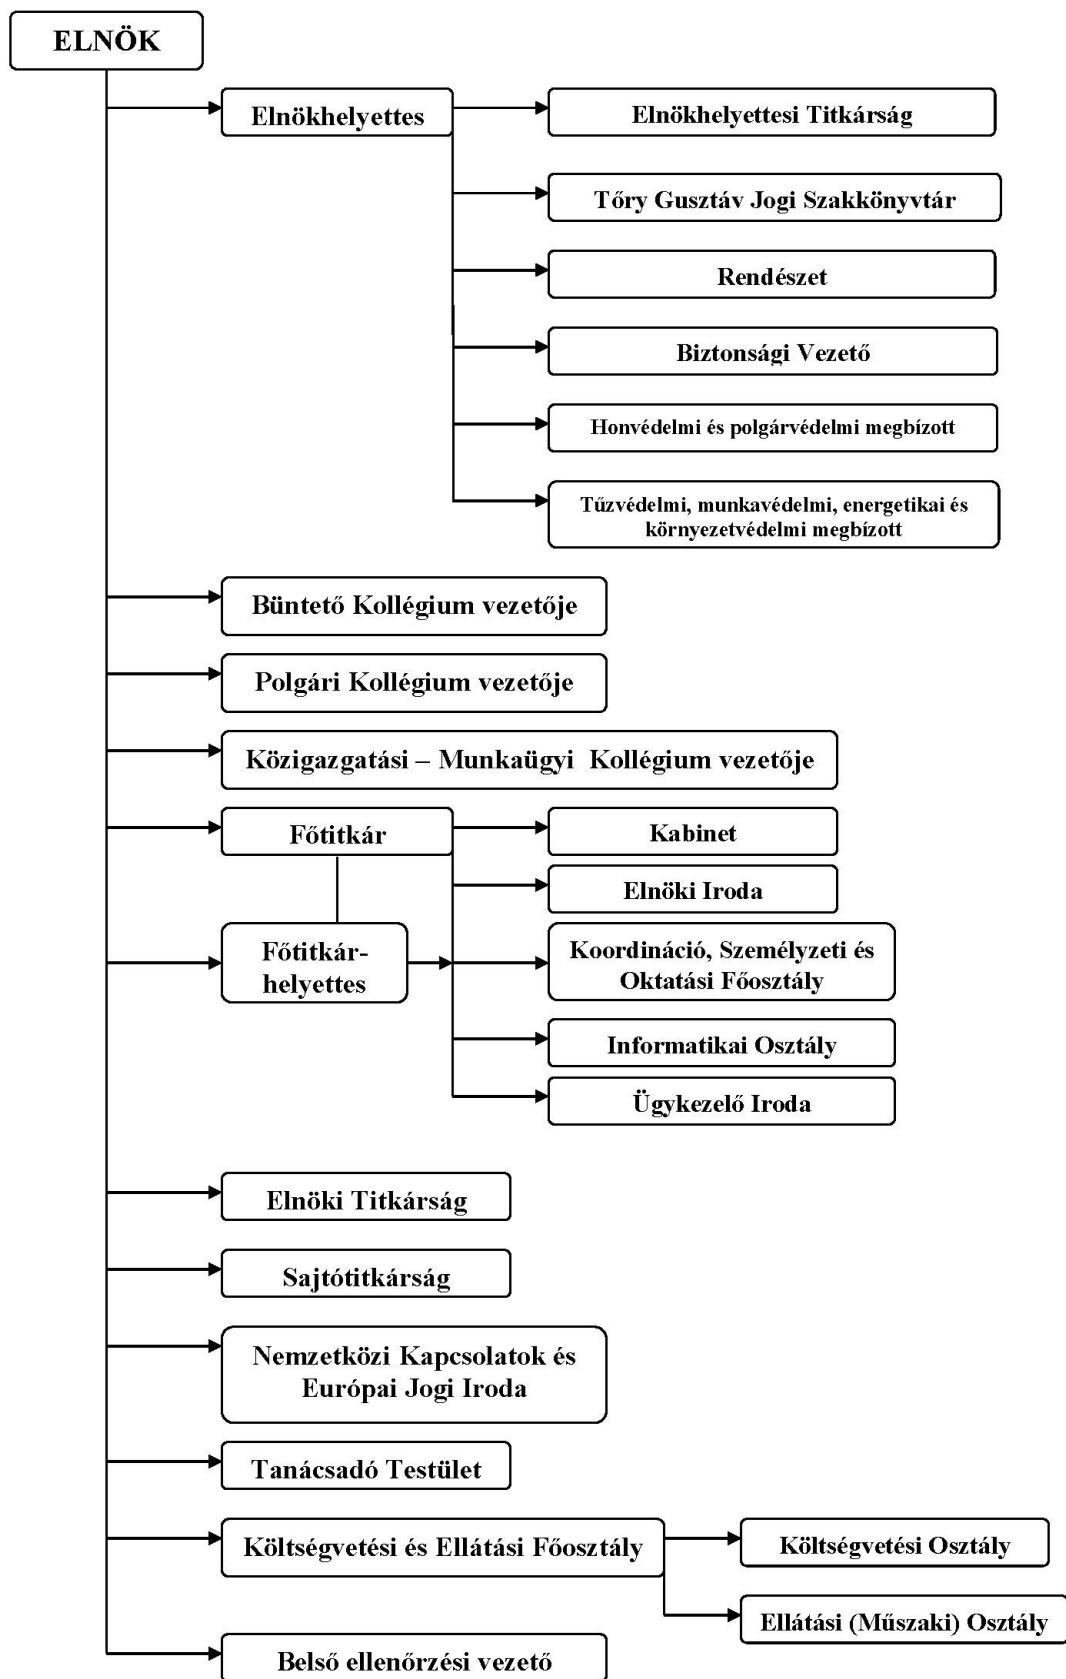 ELNÖK
Elnökhelyettes
Elnökhelyettesi Titkárság
Tőry Gusztáv Jogi Szakkönyvtár
Rendészet
Biztonsági Vezető
Honvédelmi és polgárvédelmi megbízott
Tűzvédelmi, munkavédelmi, energetikai és
környezetvédelmi megbízott
Büntető Kollégium vezetője
Polgári Kollégium vezetője
Közigazgatási – Munkaügyi Kollégium vezetője
Főtitkár
Kabinet
Elnöki Iroda
Főtitkár-
helyettes
Koordináció, Személyzeti és
Oktatási Főosztály
Informatikai Osztály
Ügykezelő Iroda
Elnöki Titkárság
Sajtótitkárság
Nemzetközi Kapcsolatok és
Európai Jogi Iroda
Tanácsadó Testület
Költségvetési és Ellátási Főosztály
Költségvetési Osztály
Ellátási (Műszaki) Osztály
Belső ellenőrzési vezető